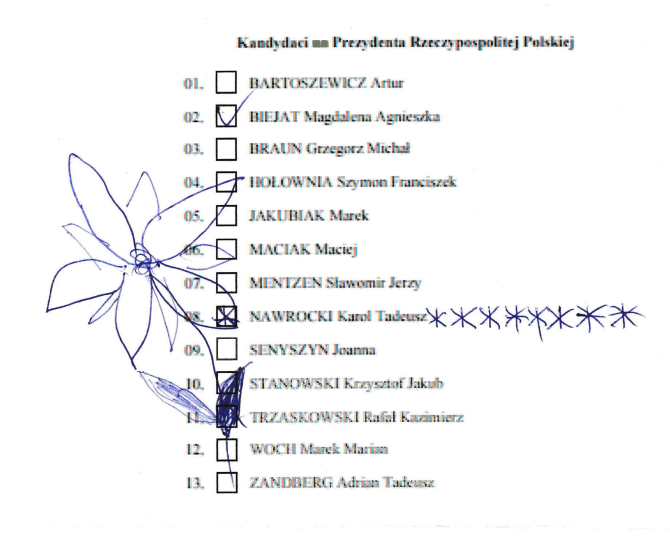 Kandydaci na Prezydenta Rzeczypospolitej Polskiej
01. BARTOSZEWICZ Artur
02. BIEJAT Magdalena Agnieszka
03. BRAUN Grzegorz Michał
04. HOŁOWNIA Szymon Franciszek
05. JAKUBIAK Marek
06. MACIAK Maciej
07. MENTZEN Sławomir Jerzy
08. NAWROCKI Karol Tadeusz
09. SENYSZYN Joanna
10. STANOWSKI Krzysztof Jakub
11. TRZASKOWSKI Rafał Kazimierz
12. WOCH Marek Marian
13. ZANDBERG Adrian Tadeusz